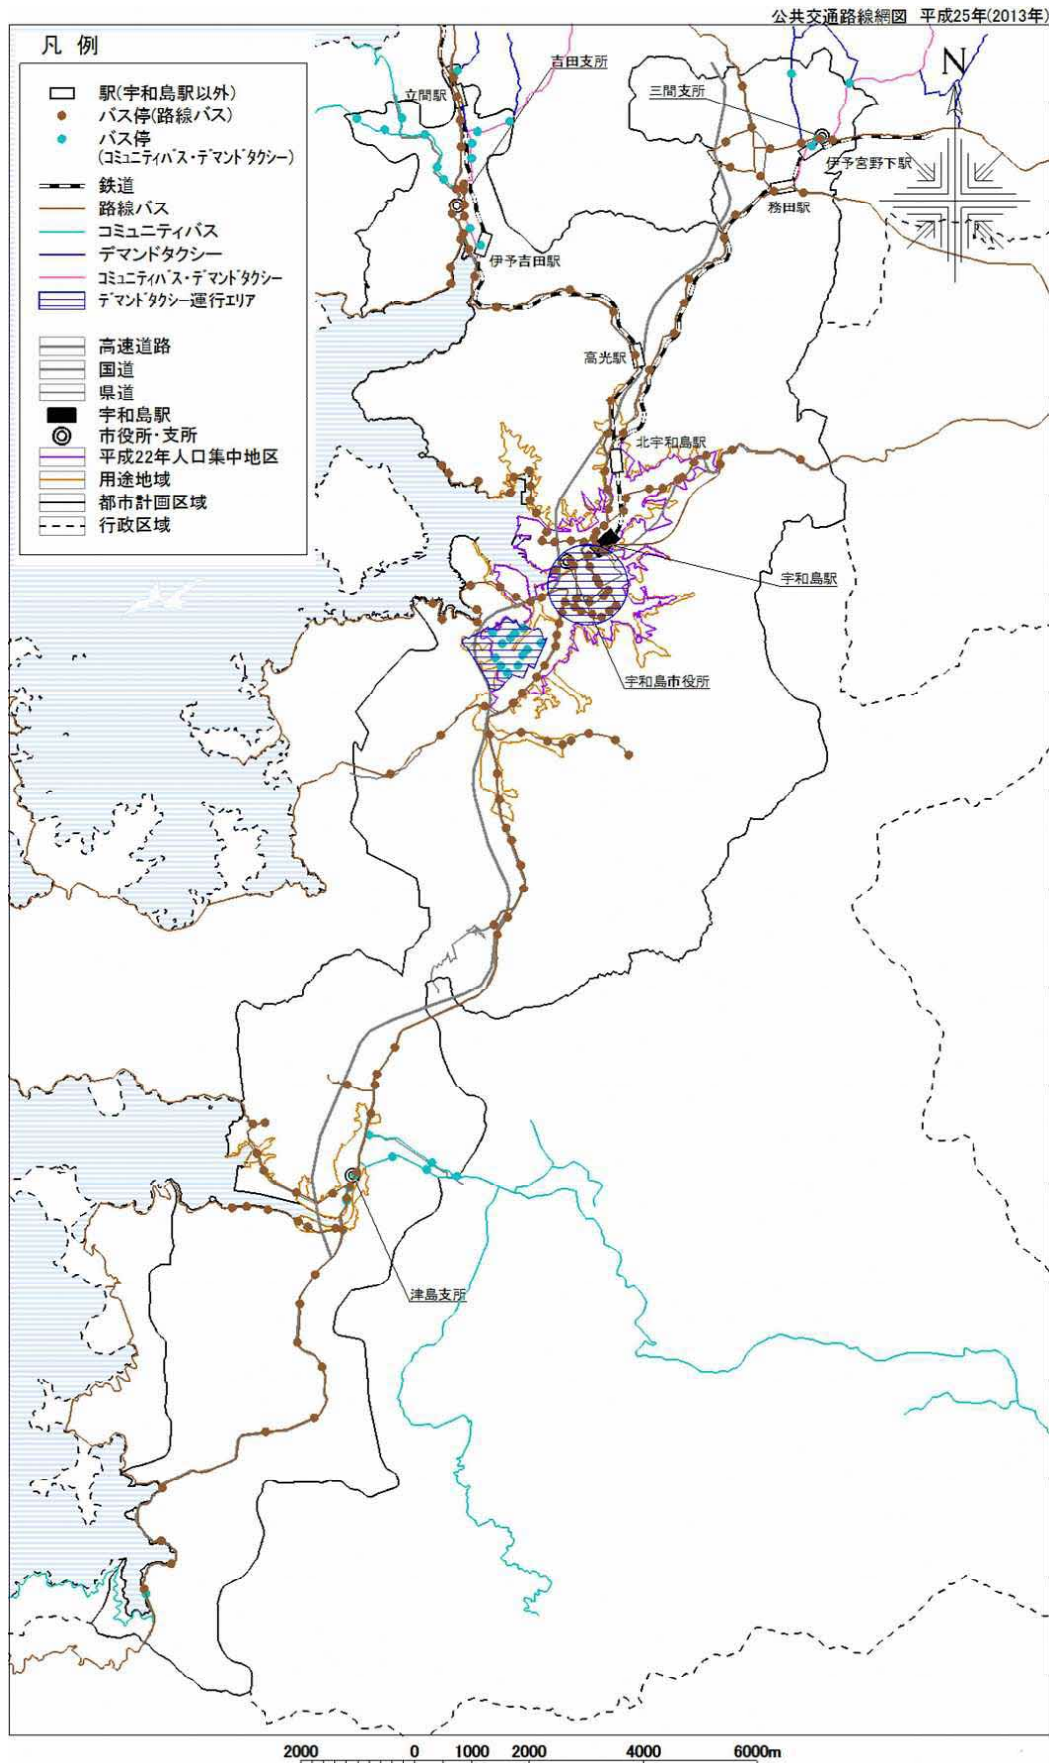 公共交通路線網図 平成25年(2013年)
凡 例
駅(宇和島駅以外)
バス停(路線バス)
バス停
(コミュニティバス・デマンドタクシー)
鉄道
路線バス
コミュニティバス
デマンドタクシー
コミュニティバス・デマンドタクシー
デマンドタクシー運行エリア
高速道路
国道
県道
宇和島駅
市役所・支所
平成22年人口集中地区
用途地域
都市計画区域
行政区域
吉田支所
立間駅
三間支所
N
伊予宮野下駅
務田駅
伊予吉田駅
高光駅
北宇和島駅
宇和島駅
宇和島市役所
津島支所
2000 0 1000 2000 4000 6000m